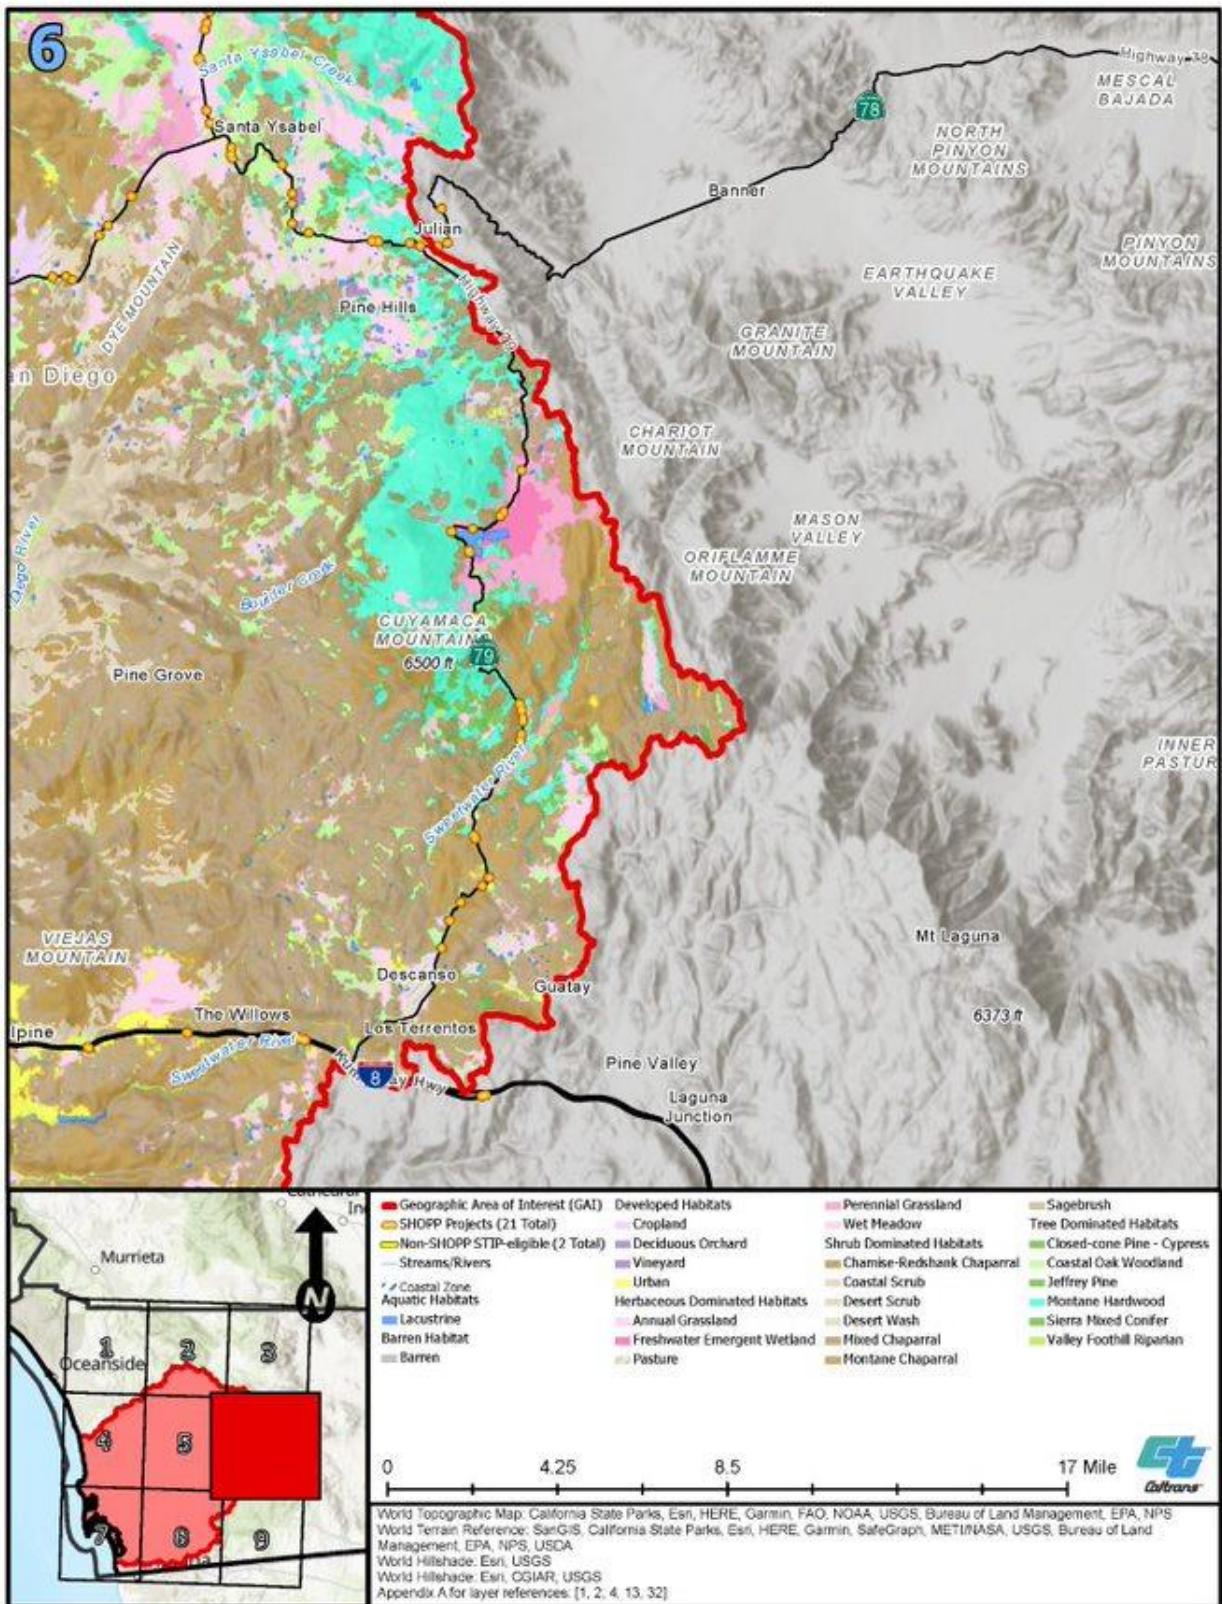 6
Highway 78
Santa Ysabel Creek
78
MESCAL
BAJADA
Santa Ysabel
NORTH
PINYON
MOUNTAINS
Banner
Julian
PINYON
MOUNTAINS
DYE MOUNTAIN
EARTHQUAKE
VALLEY
Highway 79
Pine Hills
GRANITE
MOUNTAIN
an Diego
CHARIOT
MOUNTAIN
MASON
VALLEY
Diego River
ORIFLAMME
MOUNTAIN
Boulder Creek
CUYAMACA
MOUNTAINS
79
6500 ft
Pine Grove
INNER
PASTUR
Sweetwater River
VIEJAS
MOUNTAIN
Mt Laguna
Descanso
Guatay
The Willows
6373 ft
lpine
Los Terrentos
Sweetwater River
Pine Valley
8
ay Hwy
Laguna
Junction
Murrieta
Oceanside
1
2
3
4
5
7
8
9
N
Geographic Area of Interest (GAI)
SHOPP Projects (21 Total)
Non-SHOPP STIP-eligible (2 Total)
Streams/Rivers
Coastal Zone
Aquatic Habitats
Lacustrine
Barren Habitat
Barren
Developed Habitats
Cropland
Deciduous Orchard
Vineyard
Urban
Herbaceous Dominated Habitats
Annual Grassland
Freshwater Emergent Wetland
Pasture
Perennial Grassland
Wet Meadow
Shrub Dominated Habitats
Chamise-Redshank Chaparral
Coastal Scrub
Desert Scrub
Desert Wash
Mixed Chaparral
Montane Chaparral
Sagebrush
Tree Dominated Habitats
Closed-cone Pine - Cypress
Coastal Oak Woodland
Jeffrey Pine
Montane Hardwood
Sierra Mixed Conifer
Valley Foothill Riparian
0 4.25 8.5 17 Mile
Caltrans
World Topographic Map: California State Parks, Esri, HERE, Garmin, FAO, NOAA, USGS, Bureau of Land Management, EPA, NPS
World Terrain Reference: SanGIS, California State Parks, Esri, HERE, Garmin, SafeGraph, METI/NASA, USGS, Bureau of Land
Management, EPA, NPS, USDA
World Hillshade: Esri, USGS
World Hillshade: Esri, CGIAR, USGS
Appendix A for layer references: [1, 2, 4, 13, 32]